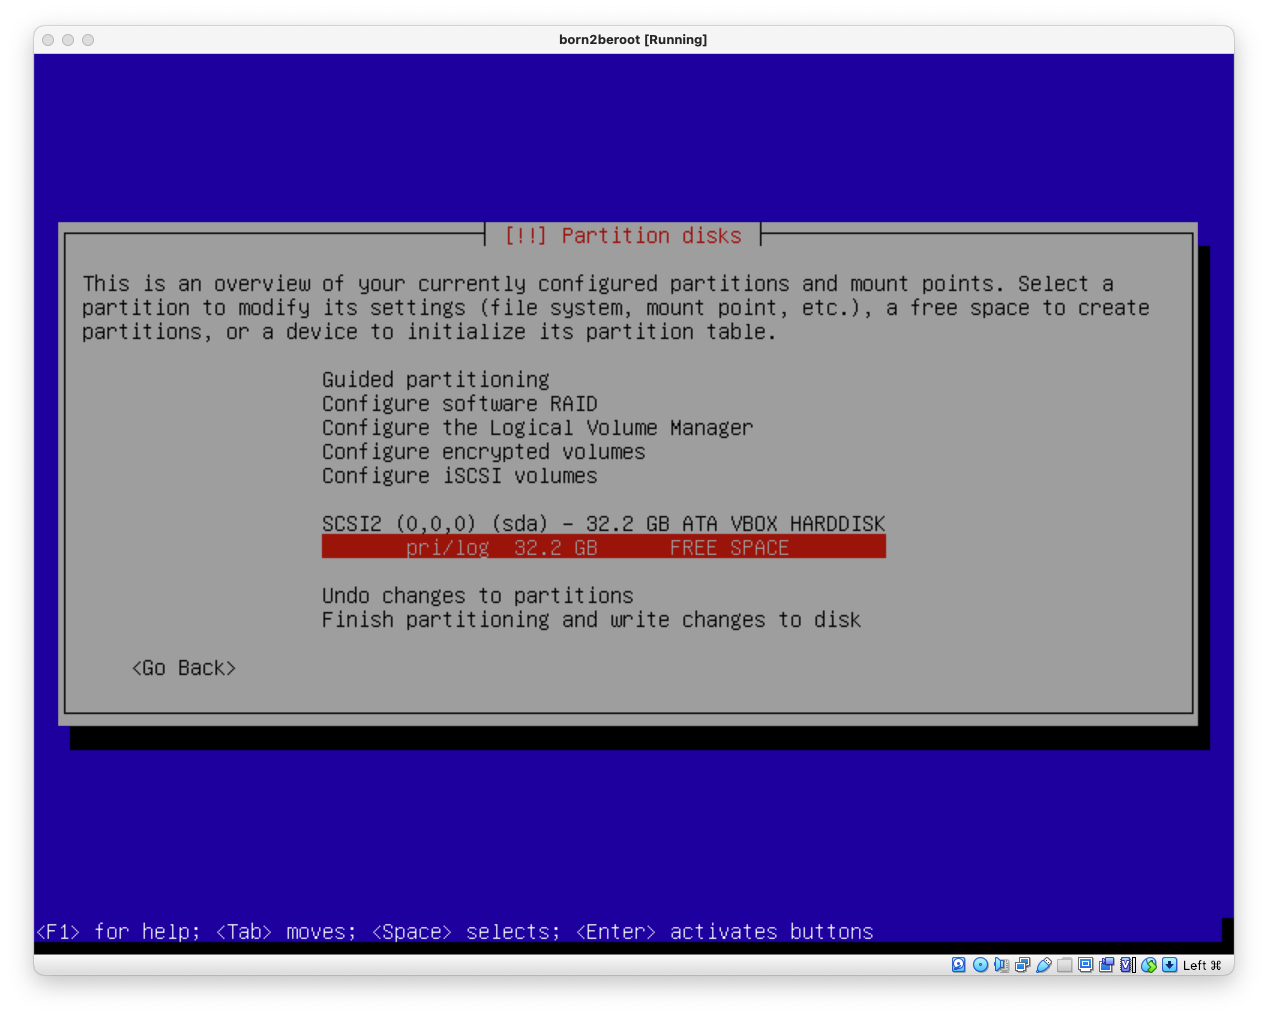 born2beroot [Running]
[!!] Partition disks
This is an overview of your currently configured partitions and mount points. Select a
partition to modify its settings (file system, mount point, etc.), a free space to create
partitions, or a device to initialize its partition table.
Guided partitioning
Configure software RAID
Configure the Logical Volume Manager
Configure encrypted volumes
Configure iSCSI volumes
SCSI2 (0,0,0) (sda) - 32.2 GB ATA VBOX HARDDISK
pri/log 32.2 GB FREE SPACE
Undo changes to partitions
Finish partitioning and write changes to disk
<Go Back>
<F1> for help; <Tab> moves; <Space> selects; <Enter> activates buttons
Left ⌘